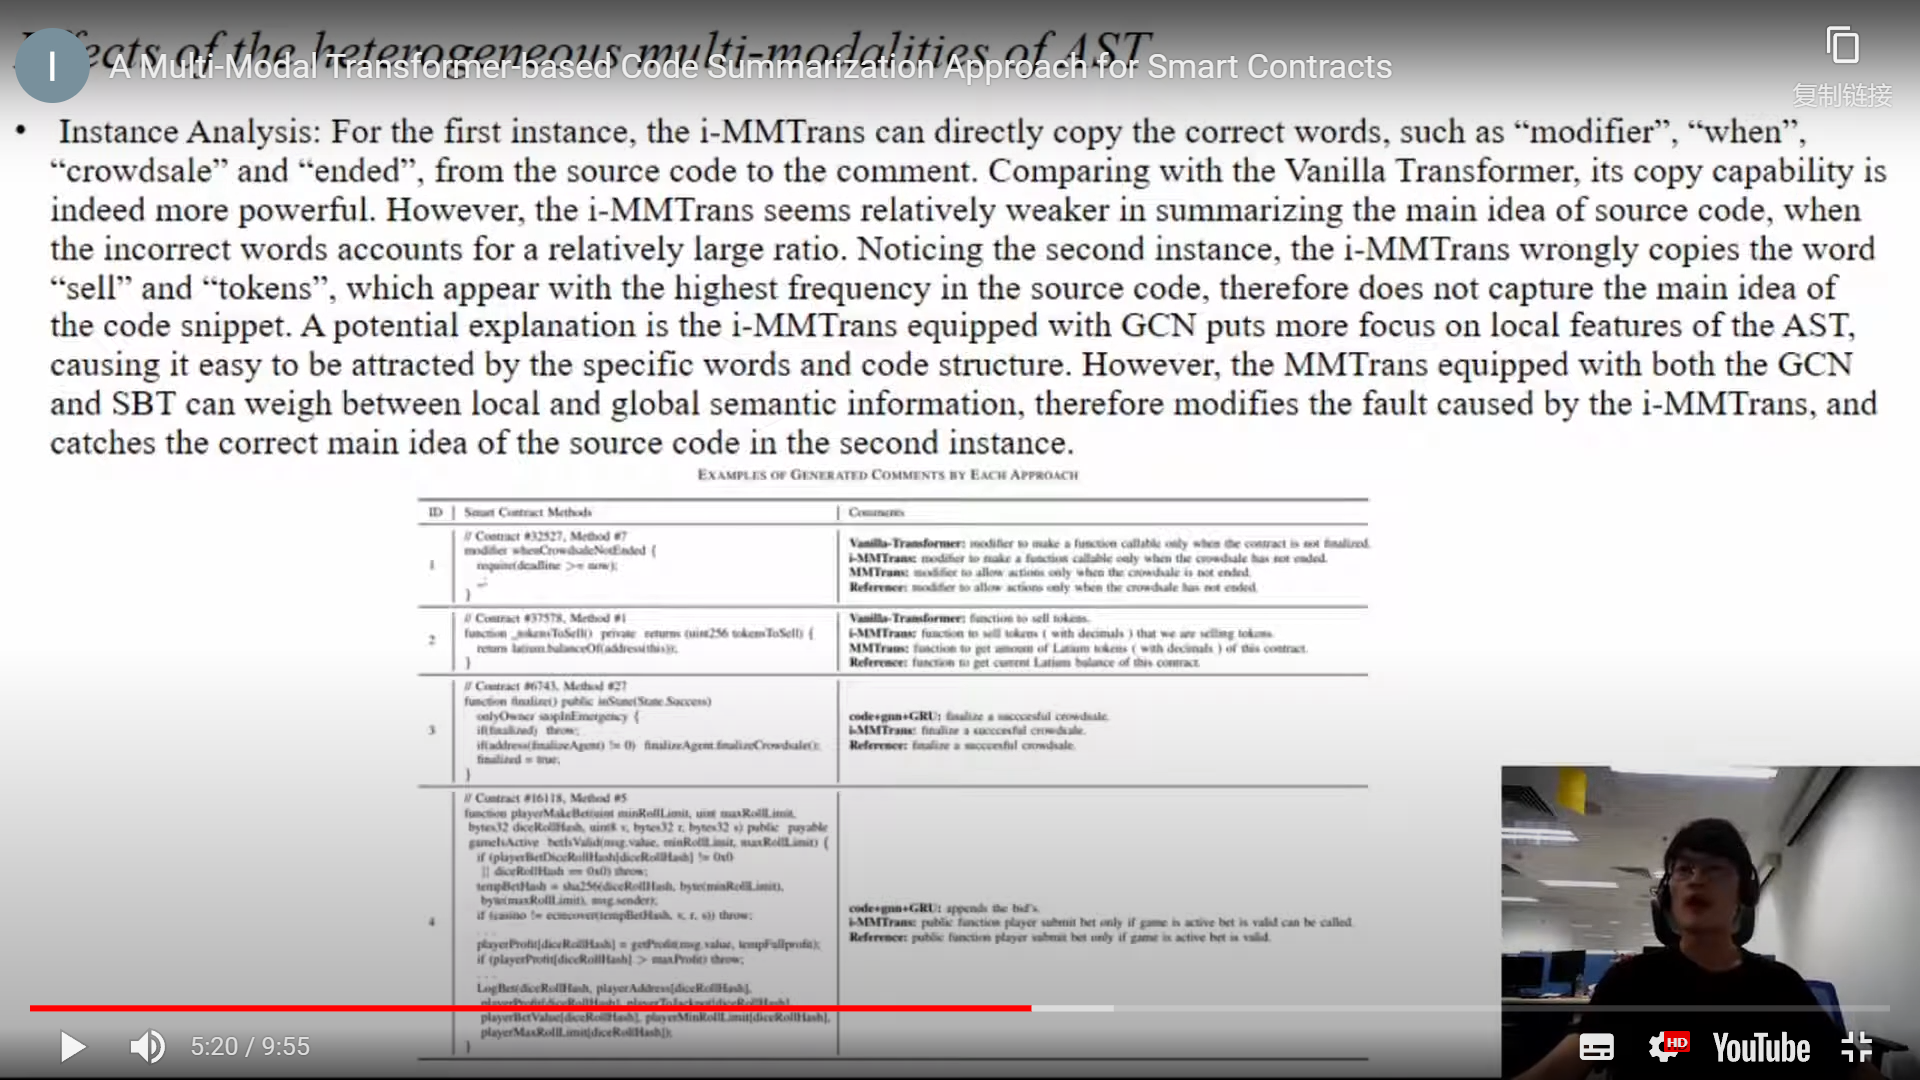 Effects of the heterogeneous multi-modalities of AST
I
A Multi-Modal Transformer-based Code Summarization Approach for Smart Contracts
复制链接
• Instance Analysis: For the first instance, the i-MMTrans can directly copy the correct words, such as “modifier”, “when”,
“crowdsale” and “ended”, from the source code to the comment. Comparing with the Vanilla Transformer, its copy capability is
indeed more powerful. However, the i-MMTrans seems relatively weaker in summarizing the main idea of source code, when
the incorrect words accounts for a relatively large ratio. Noticing the second instance, the i-MMTrans wrongly copies the word
“sell” and “tokens”, which appear with the highest frequency in the source code, therefore does not capture the main idea of
the code snippet. A potential explanation is the i-MMTrans equipped with GCN puts more focus on local features of the AST,
causing it easy to be attracted by the specific words and code structure. However, the MMTrans equipped with both the GCN
and SBT can weigh between local and global semantic information, therefore modifies the fault caused by the i-MMTrans, and
catches the correct main idea of the source code in the second instance.
EXAMPLES OF GENERATED COMMENTS BY EACH APPROACH
ID | Smart Contract Methods | Comments
1
// Contract #32527, Method #7
modifier whenCrowdsaleNotEnded {
require(deadline >= now);
_;
}
Vanilla-Transformer: modifier to make a function callable only when the contract is not finalized.
i-MMTrans: modifier to make a function callable only when the crowdsale has not ended.
MMTrans: modifier to allow actions only when the crowdsale is not ended.
Reference: modifier to allow actions only when the crowdsale has not ended.
2
// Contract #37578, Method #1
function _tokensToSell() private returns (uint256 tokensToSell) {
return latium.balanceOf(address(this));
}
Vanilla-Transformer: function to sell tokens.
i-MMTrans: function to sell tokens ( with decimals ) that we are selling tokens.
MMTrans: function to get amount of Latium tokens ( with decimals ) of this contract.
Reference: function to get current Latium balance of this contract.
3
// Contract #6743, Method #27
function finalize() public inState(State.Success)
onlyOwner stopInEmergency {
if(finalized) throw;
if(address(finalizeAgent) != 0) finalizeAgent.finalizeCrowdsale();
finalized = true;
}
code+gnn+GRU: finalize a succcesful crowdsale.
i-MMTrans: finalize a succcesful crowdsale.
Reference: finalize a succcesful crowdsale.
4
// Contract #16118, Method #5
function playerMakeBet(uint minRollLimit, uint maxRollLimit,
bytes32 diceRollHash, uint8 v, bytes32 r, bytes32 s) public payable
gameIsActive betIsValid(msg.value, minRollLimit, maxRollLimit) {
if (playerBetDiceRollHash[diceRollHash] != 0x0
|| diceRollHash == 0x0) throw;
tempBetHash = sha256(diceRollHash, byte(minRollLimit),
byte(maxRollLimit), msg.sender);
if (casino != ecrecover(tempBetHash, v, r, s)) throw;
. . .
playerProfit[diceRollHash] = getProfit(msg.value, tempFullprofit);
if (playerProfit[diceRollHash] > maxProfit) throw;
. . .
LogBet(diceRollHash, playerAddress[diceRollHash],
playerProfit[diceRollHash], playerToJackpot[diceRollHash],
playerBetValue[diceRollHash], playerMinRollLimit[diceRollHash],
playerMaxRollLimit[diceRollHash]);
}
code+gnn+GRU: appends the bid's.
i-MMTrans: public function player submit bet only if game is active bet is valid can be called.
Reference: public function player submit bet only if game is active bet is valid.
5:20 / 9:55
HD
YouTube